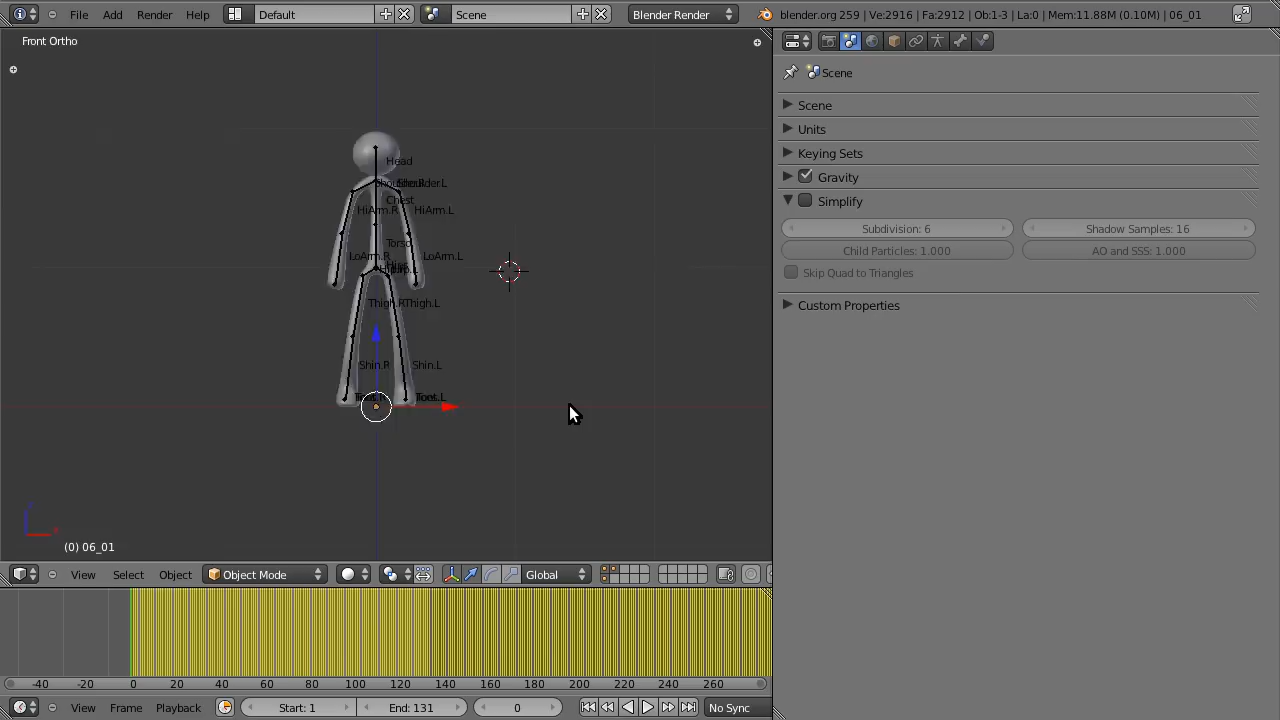 File Add Render Help Default Scene Blender Render blender.org 259 | Ve:2916 | Fa:2912 | Ob:1-3 | La:0 | Mem:11.88M (0.10M) | 06_01
Front Ortho
Scene
Scene
Units
Keying Sets
Gravity
Simplify
Subdivision: 6 Shadow Samples: 16
Child Particles: 1.000 AO and SSS: 1.000
Skip Quad to Triangles
Custom Properties
Head
Chest
HiArm.R HiArm.L
Torso
LoArm.R LoArm.L
Thigh.R Thigh.L
Shin.R Shin.L
(0) 06_01
View Select Object Object Mode Global
-40 -20 0 20 40 60 80 100 120 140 160 180 200 220 240 260
View Frame Playback Start: 1 End: 131 0 No Sync